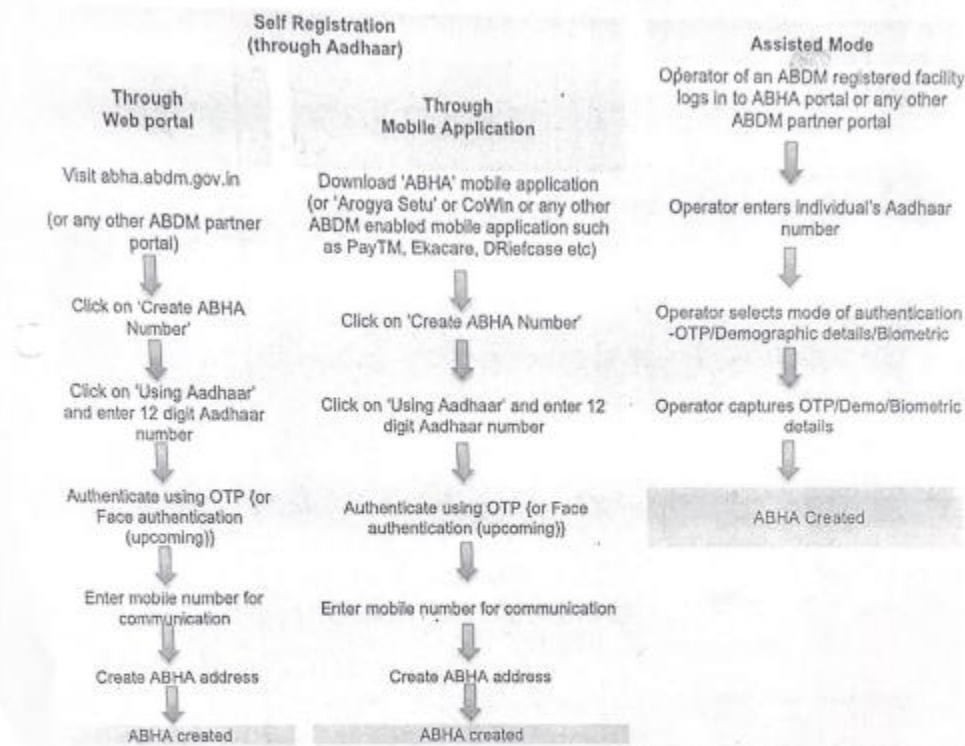 Self Registration
(through Aadhaar)
Through
Web portal
Visit abha.abdm.gov.in
(or any other ABDM partner
portal)
Click on 'Create ABHA
Number'
Click on 'Using Aadhaar'
and enter 12 digit Aadhaar
number
Authenticate using OTP {or
Face authentication
(upcoming)}
Enter mobile number for
communication
Create ABHA address
ABHA created
Through
Mobile Application
Download 'ABHA' mobile application
(or 'Arogya Setu' or CoWin or any other
ABDM enabled mobile application such
as PayTM, Ekacare, DRiefcase etc)
Click on 'Create ABHA Number'
Click on 'Using Aadhaar' and enter 12
digit Aadhaar number
Authenticate using OTP {or Face
authentication (upcoming)}
Enter mobile number for communication
Create ABHA address
ABHA created
Assisted Mode
Operator of an ABDM registered facility
logs in to ABHA portal or any other
ABDM partner portal
Operator enters individual's Aadhaar
number
Operator selects mode of authentication
-OTP/Demographic details/Biometric
Operator captures OTP/Demo/Biometric
details
ABHA Created